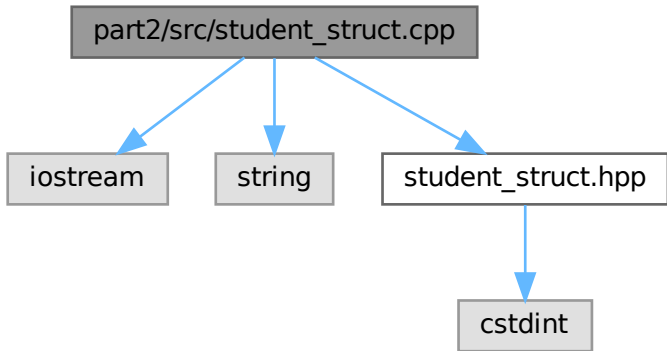 part2/src/student_struct.cpp
iostream
string
student_struct.hpp
cstdint